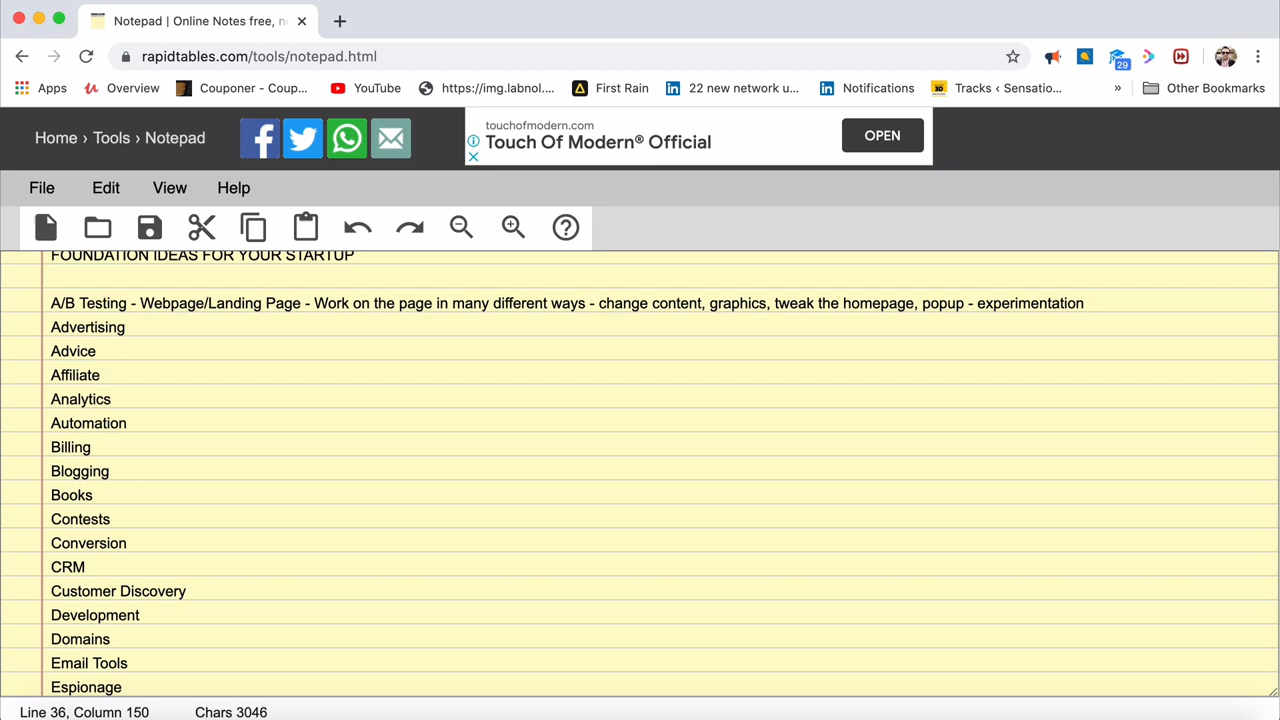 Notepad | Online Notes free, n
rapidtables.com/tools/notepad.html
29
Apps Overview Couponer - Coup... YouTube https://img.labnol.... First Rain 22 new network u... Notifications Tracks ‹ Sensatio... » Other Bookmarks
Home › Tools › Notepad
touchofmodern.com
Touch Of Modern® Official
OPEN
File Edit View Help
FOUNDATION IDEAS FOR YOUR STARTUP
A/B Testing - Webpage/Landing Page - Work on the page in many different ways - change content, graphics, tweak the homepage, popup - experimentation
Advertising
Advice
Affiliate
Analytics
Automation
Billing
Blogging
Books
Contests
Conversion
CRM
Customer Discovery
Development
Domains
Email Tools
Espionage
Line 36, Column 150 Chars 3046